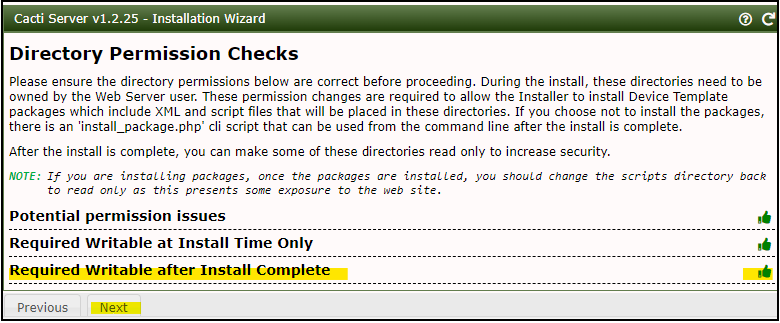 Cacti Server v1.2.25 - Installation Wizard
Directory Permission Checks
Please ensure the directory permissions below are correct before proceeding. During the install, these directories need to be
owned by the Web Server user. These permission changes are required to allow the Installer to install Device Template
packages which include XML and script files that will be placed in these directories. If you choose not to install the packages,
there is an 'install_package.php' cli script that can be used from the command line after the install is complete.
After the install is complete, you can make some of these directories read only to increase security.
NOTE: If you are installing packages, once the packages are installed, you should change the scripts directory back
to read only as this presents some exposure to the web site.
Potential permission issues
Required Writable at Install Time Only
Required Writable after Install Complete
Previous Next